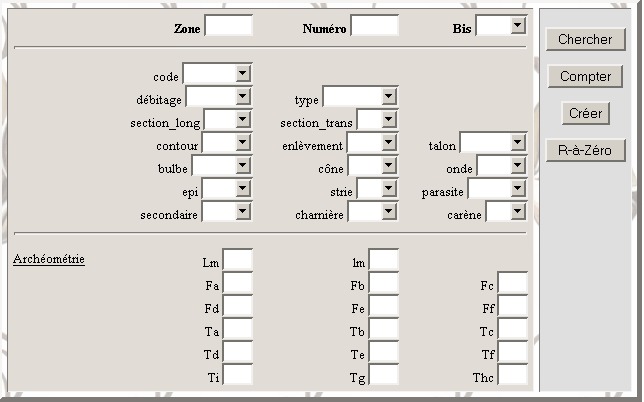 Zone Numéro Bis
code
débitage type
section_long section_trans
contour enlèvement talon
bulbe cône onde
epi strie parasite
secondaire charnière carène
Archéométrie Lm lm
Fa Fb Fc
Fd Fe Ff
Ta Tb Tc
Td Te Tf
Ti Tg Thc
Chercher
Compter
Créer
R-à-Zéro